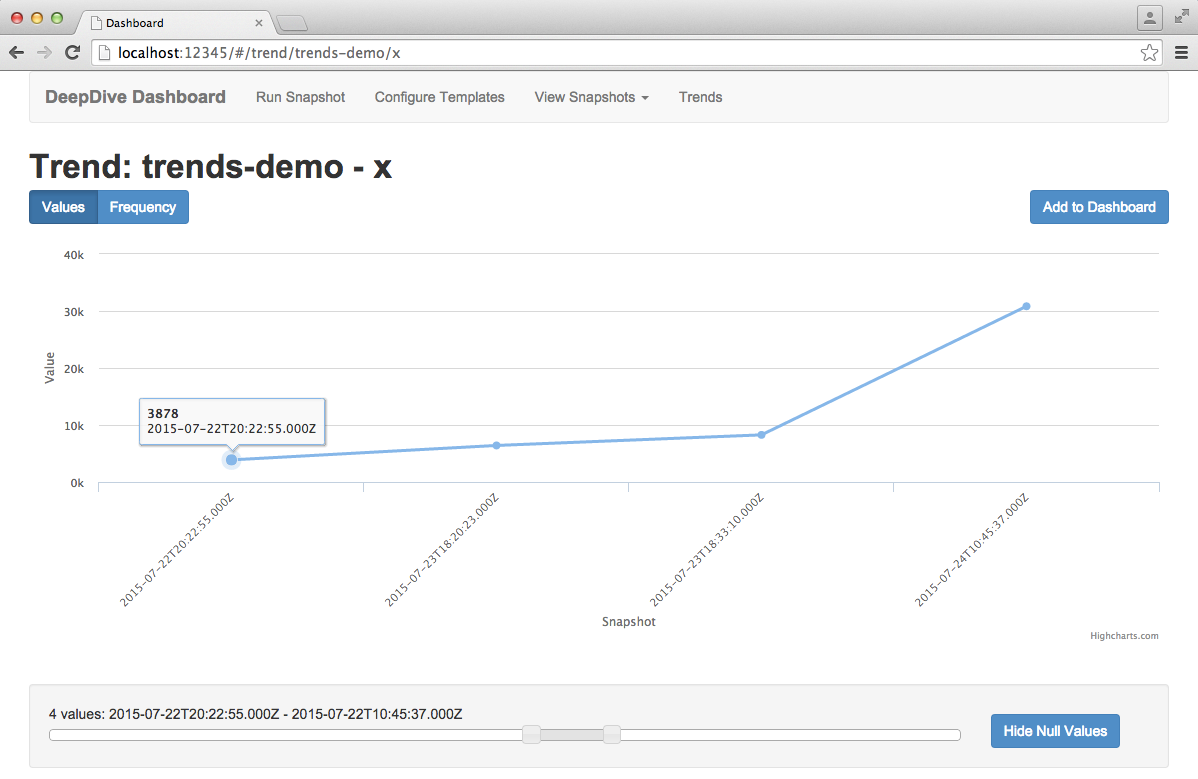 Dashboard
localhost:12345/#/trend/trends-demo/x
DeepDive Dashboard Run Snapshot Configure Templates View Snapshots Trends
Trend: trends-demo - x
Values Frequency Add to Dashboard
40k
30k
20k
10k
0k
Value
3878
2015-07-22T20:22:55.000Z
2015-07-22T20:22:55.000Z
2015-07-23T18:20:23.000Z
2015-07-23T18:33:10.000Z
2015-07-24T10:45:37.000Z
Snapshot
Highcharts.com
4 values: 2015-07-22T20:22:55.000Z - 2015-07-22T10:45:37.000Z
Hide Null Values